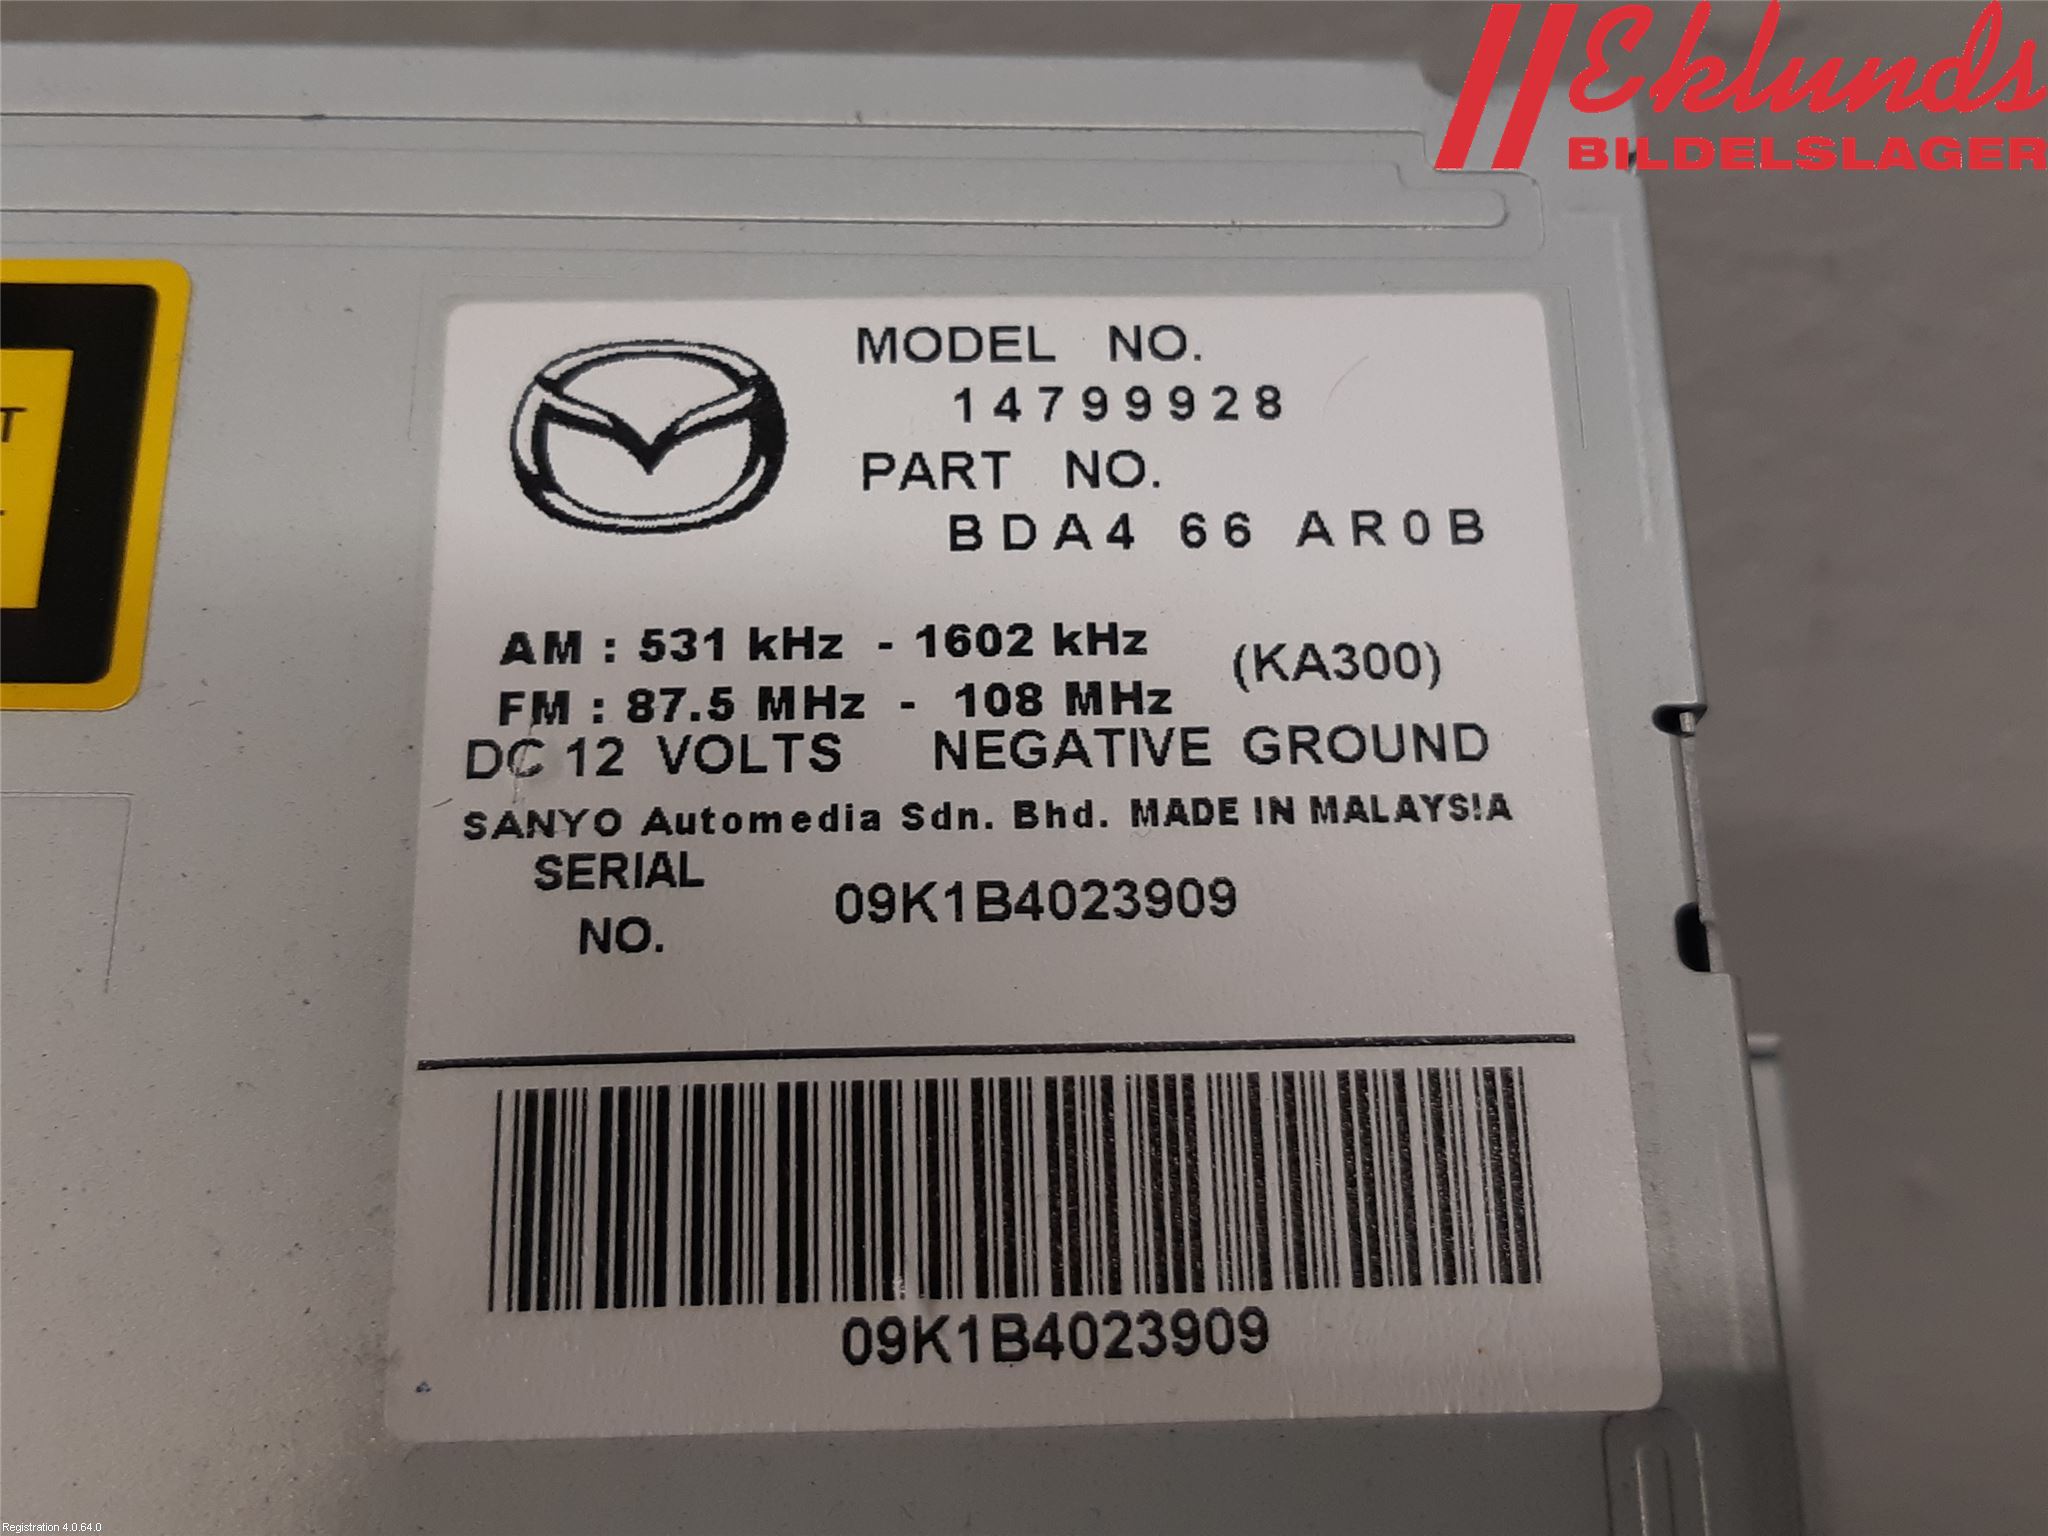 Eklunds
BILDELSLAGER
MODEL NO.
14799928
PART NO.
BDA4 66 AR0B
AM : 531 kHz - 1602 kHz (KA300)
FM : 87.5 MHz - 108 MHz
DC 12 VOLTS NEGATIVE GROUND
SANYO Automedia Sdn. Bhd. MADE IN MALAYSIA
SERIAL
NO. 09K1B4023909
09K1B4023909
Registration 4.0.64.0